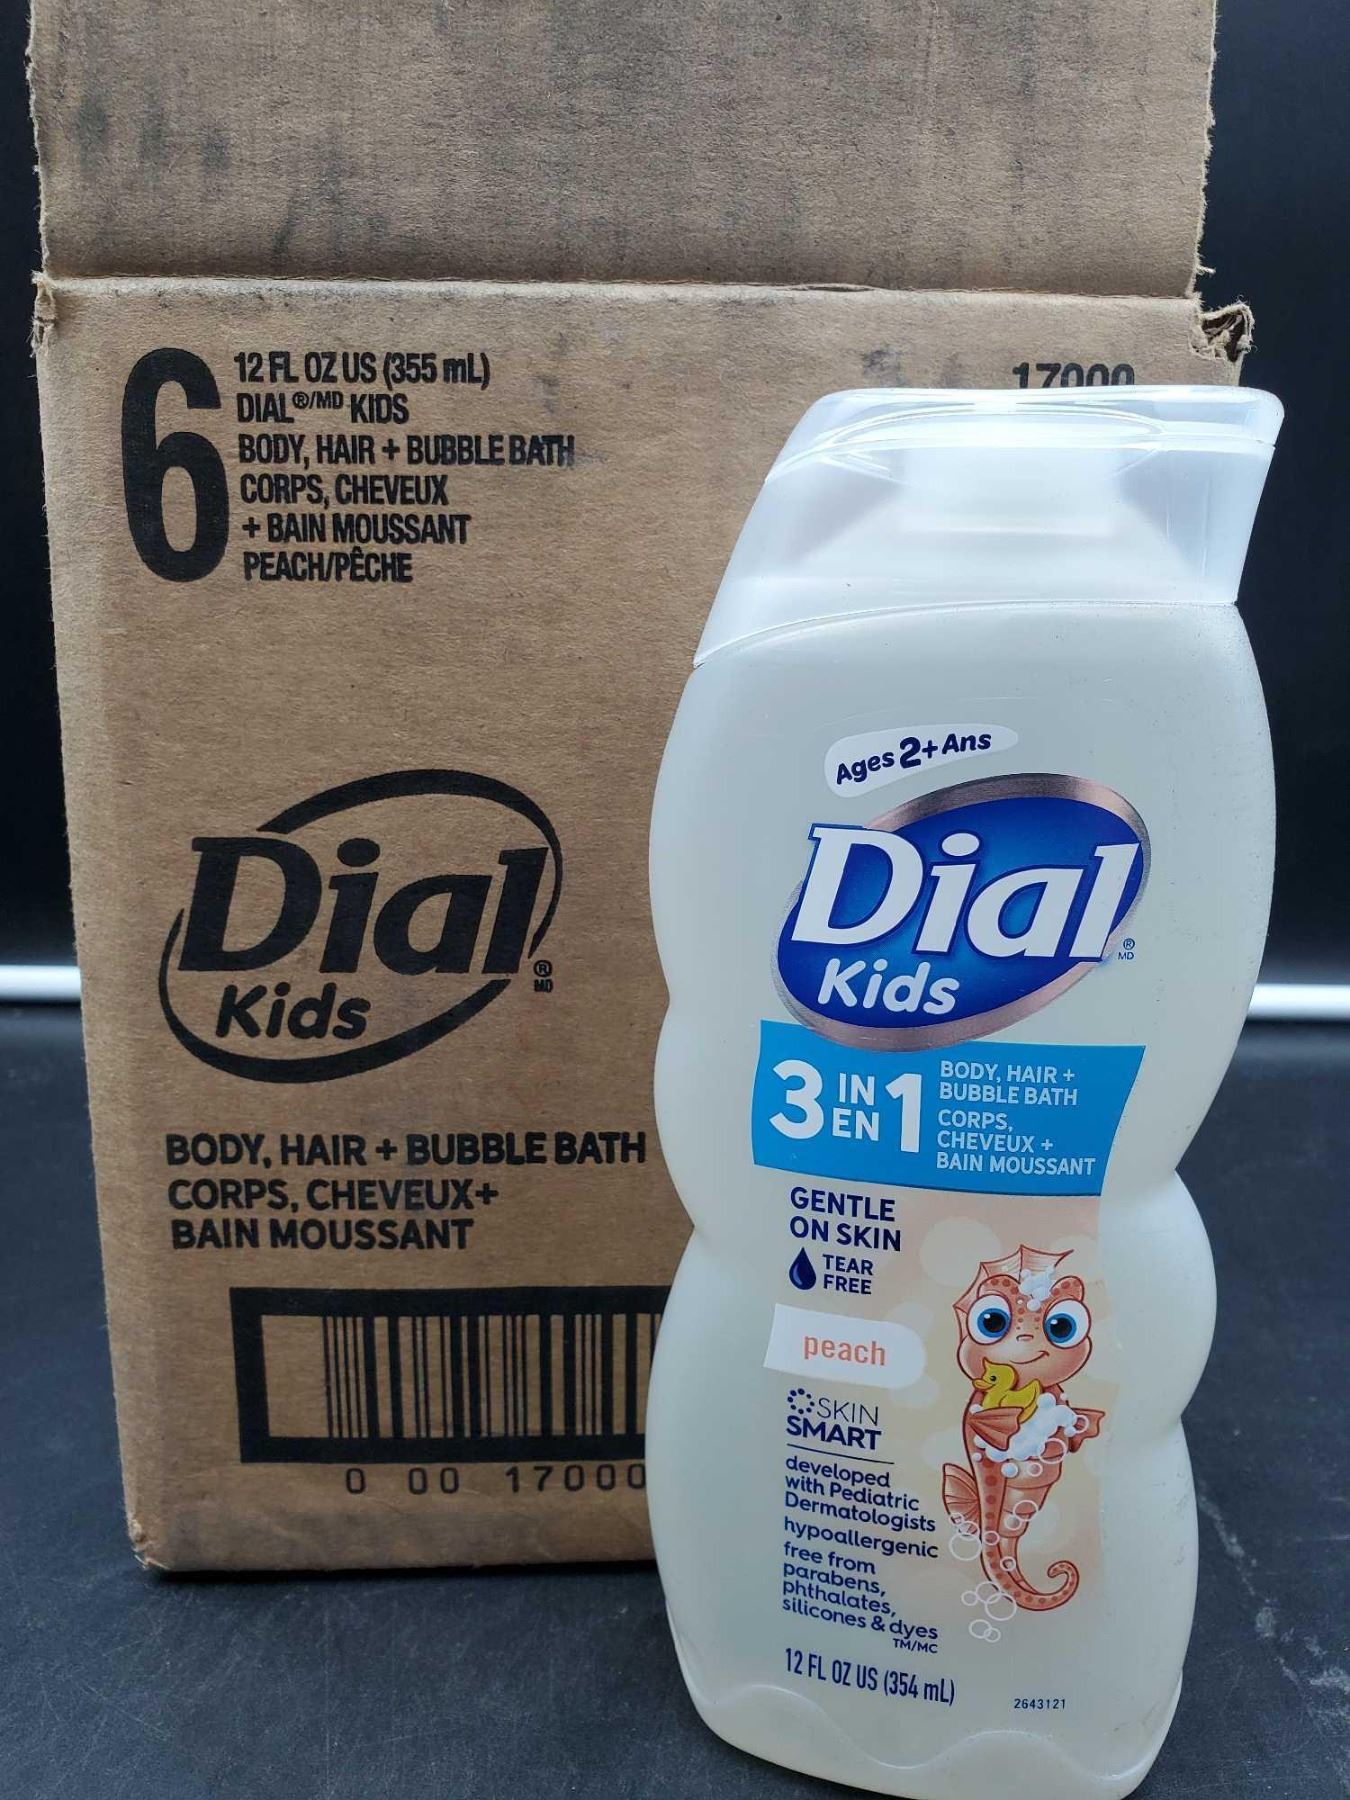 6
12 FL OZ US (355 mL)
DIAL®/MD KIDS
BODY, HAIR + BUBBLE BATH
CORPS, CHEVEUX
+ BAIN MOUSSANT
PEACH/PÊCHE
17000
Dial®
MD
Kids
BODY, HAIR + BUBBLE BATH
CORPS, CHEVEUX+
BAIN MOUSSANT
0 00 17000
Ages 2+ Ans
Dial®
MD
Kids
3 IN EN 1
BODY, HAIR +
BUBBLE BATH
CORPS,
CHEVEUX +
BAIN MOUSSANT
GENTLE
ON SKIN
TEAR
FREE
peach
SKIN
SMART
developed
with Pediatric
Dermatologists
hypoallergenic
free from
parabens,
phthalates,
silicones & dyes
TM/MC
12 FL OZ US (354 mL)
2643121